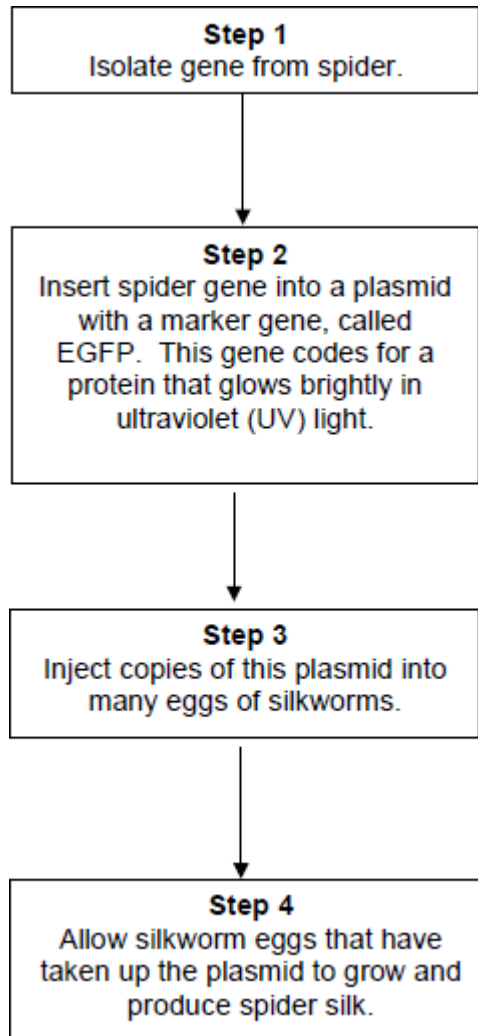 Step 1
Isolate gene from spider.
Step 2
Insert spider gene into a plasmid
with a marker gene, called
EGFP. This gene codes for a
protein that glows brightly in
ultraviolet (UV) light.
Step 3
Inject copies of this plasmid into
many eggs of silkworms.
Step 4
Allow silkworm eggs that have
taken up the plasmid to grow and
produce spider silk.